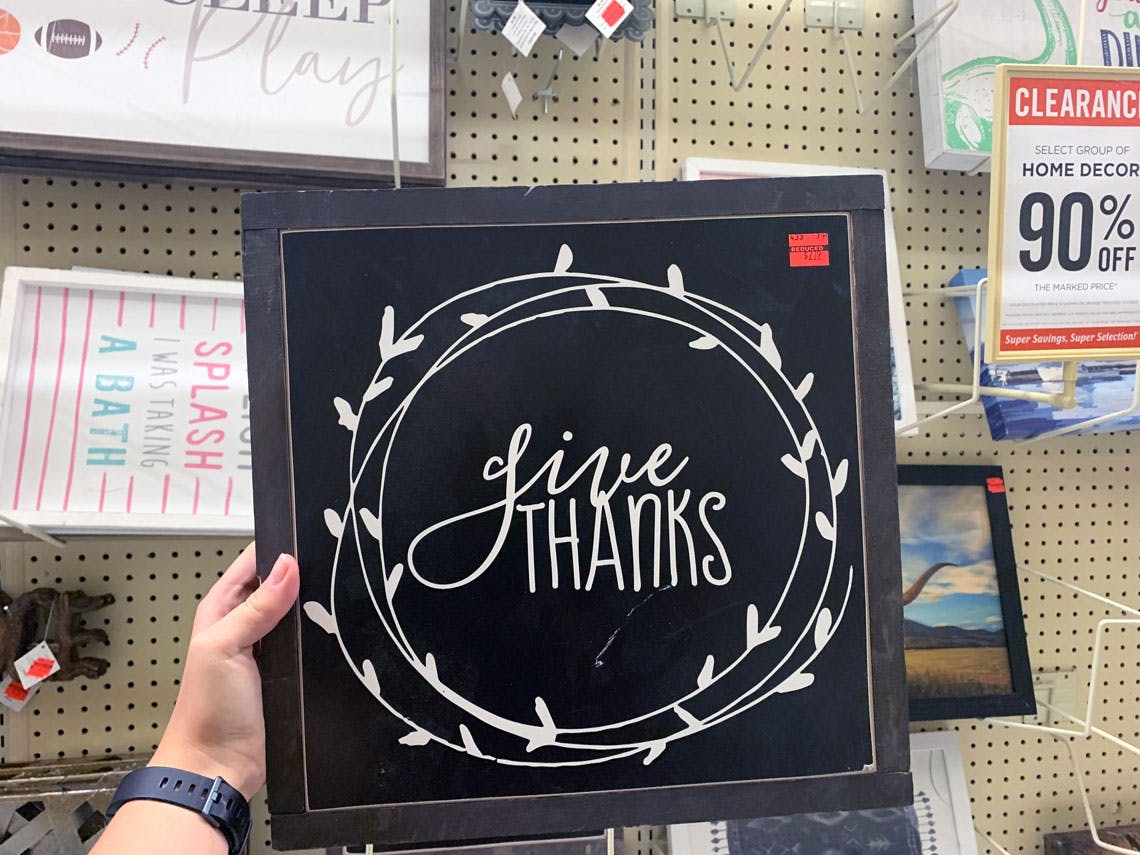 SLEEP
Play
CLEARANCE
SELECT GROUP OF
HOME DECOR
90% OFF
THE MARKED PRICE*
Super Savings, Super Selection!
REDUCED
give
THANKS
SPLASH
I WAS TAKING
A BATH